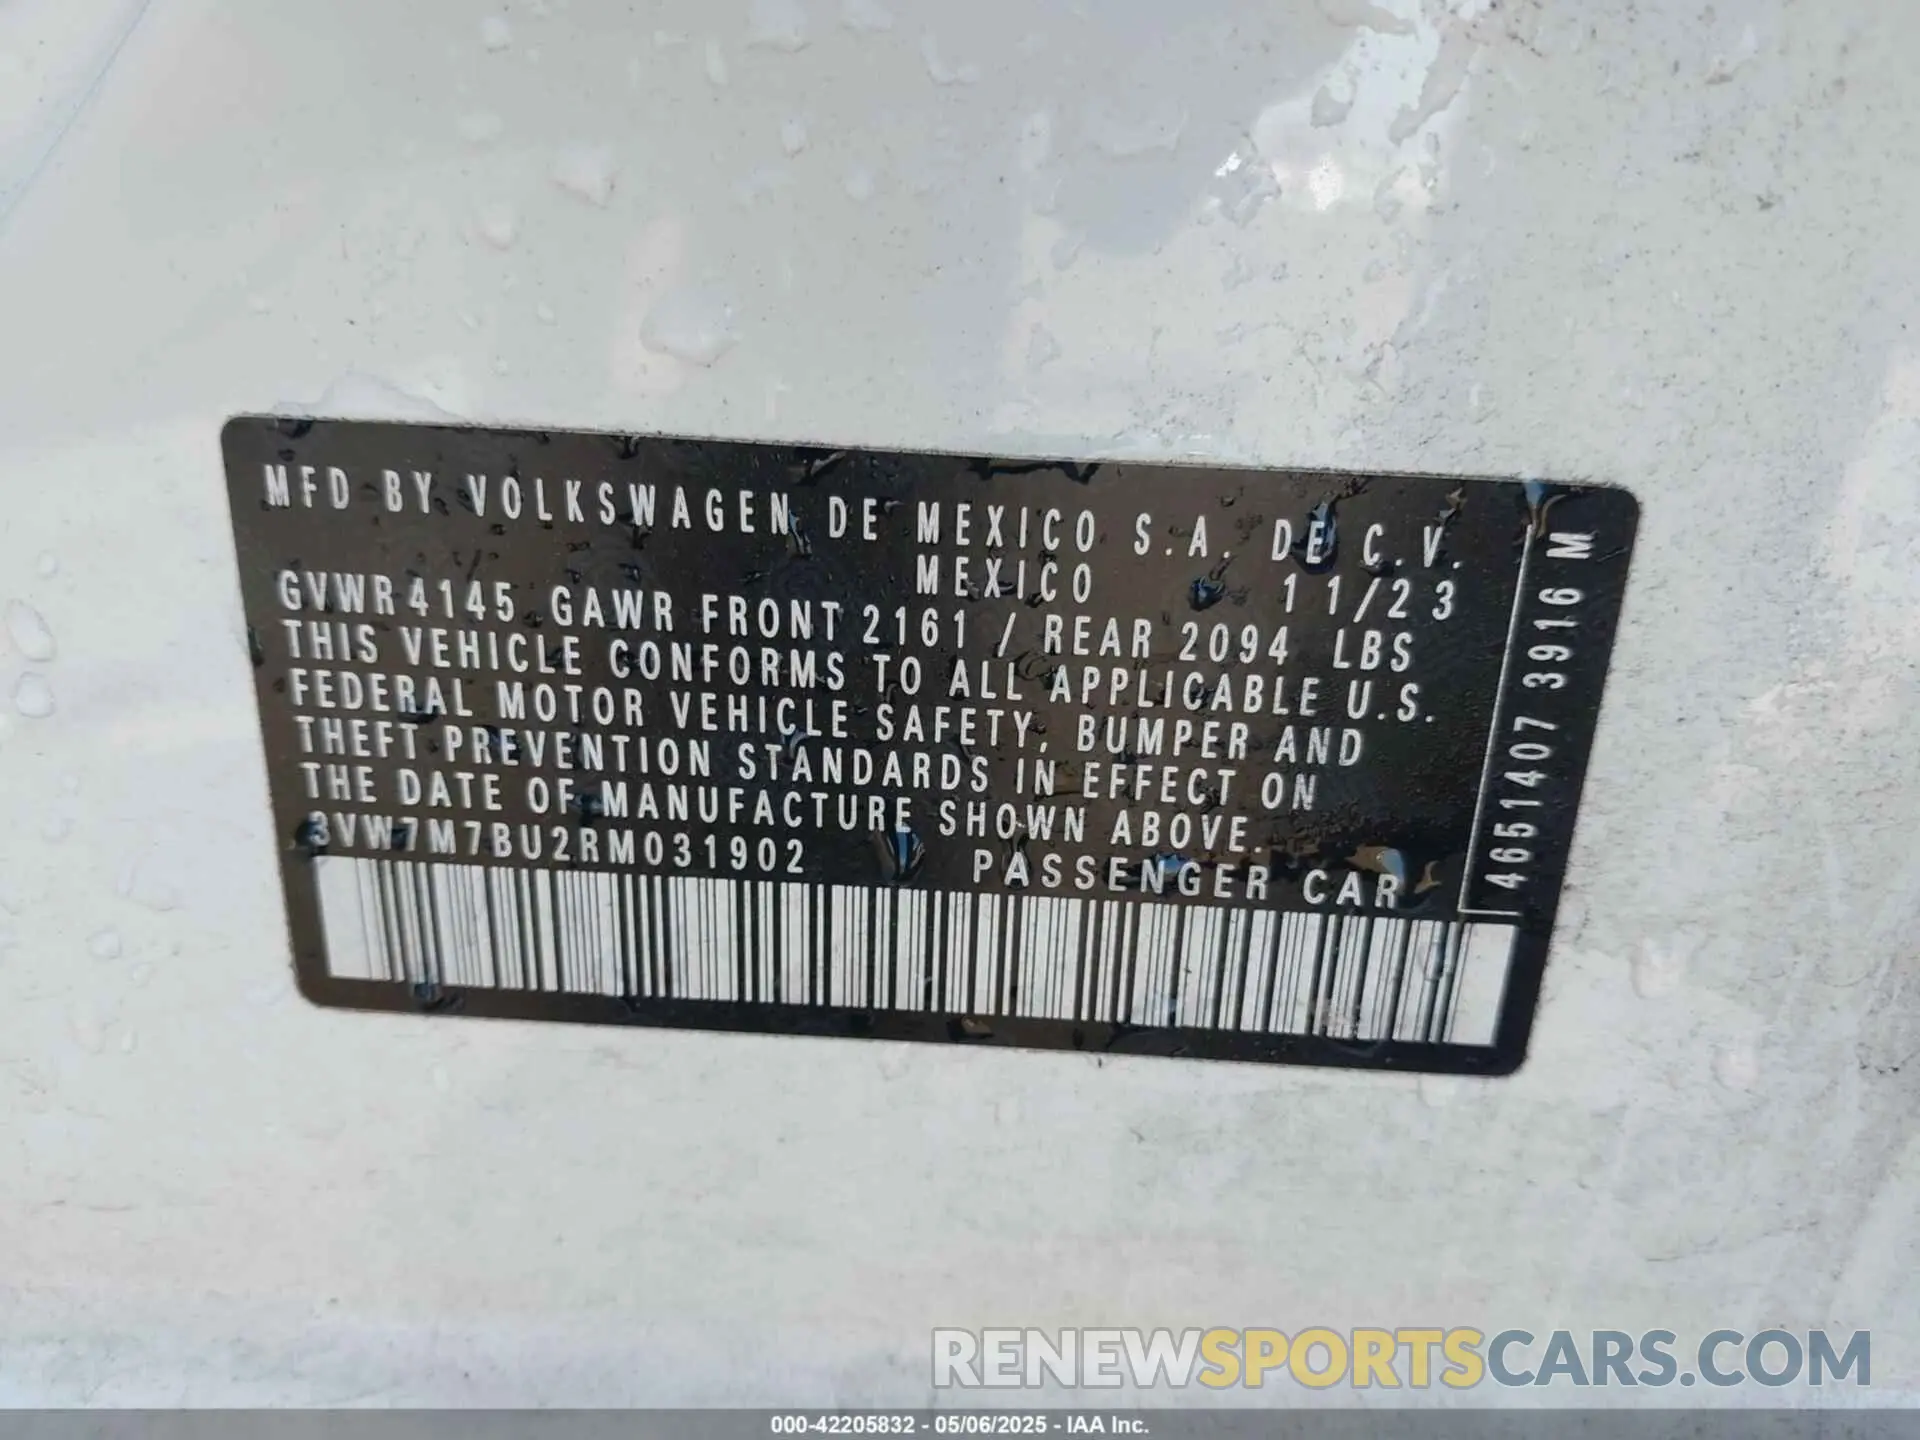 MFD BY VOLKSWAGEN DE MEXICO S.A. DE C.V.
MEXICO 11/23
GVWR 4145 GAWR FRONT 2161 / REAR 2094 LBS
THIS VEHICLE CONFORMS TO ALL APPLICABLE U.S.
FEDERAL MOTOR VEHICLE SAFETY, BUMPER AND
THEFT PREVENTION STANDARDS IN EFFECT ON
THE DATE OF MANUFACTURE SHOWN ABOVE.
3VW7M7BU2RM031902 PASSENGER CAR
4651407 3916 M
RENEWSPORTSCARS.COM
000-42205832 - 05/06/2025 - IAA Inc.